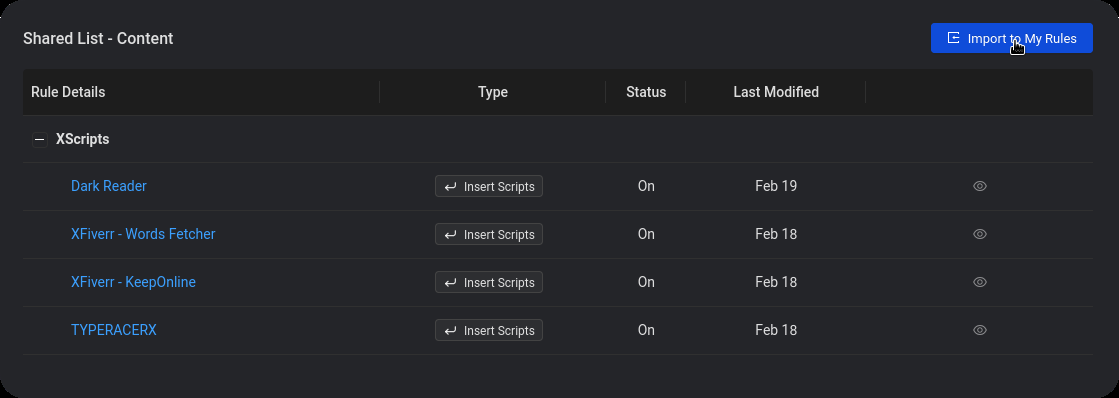 Shared List - Content
Import to My Rules
Rule Details Type Status Last Modified
XScripts
Dark Reader Insert Scripts On Feb 19
XFiverr - Words Fetcher Insert Scripts On Feb 18
XFiverr - KeepOnline Insert Scripts On Feb 18
TYPERACERX Insert Scripts On Feb 18